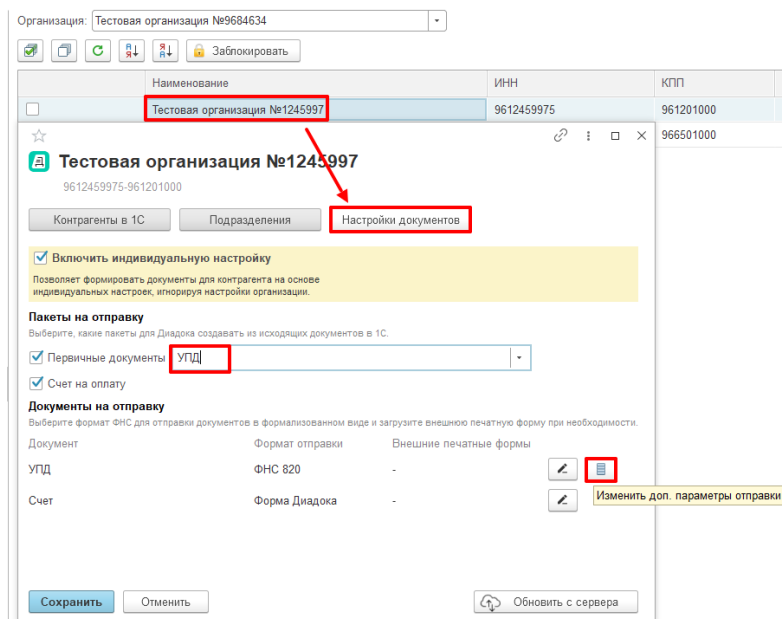 Организация: Тестовая организация №9684634
Заблокировать
Наименование ИНН КПП
Тестовая организация №1245997 9612459975 961201000
966501000
Тестовая организация №1245997
9612459975-961201000
Контрагенты в 1С Подразделения Настройки документов
Включить индивидуальную настройку
Позволяет формировать документы для контрагента на основе
индивидуальных настроек, игнорируя настройки организации.
Пакеты на отправку
Выберите, какие пакеты для Диадока создавать из исходящих документов в 1С.
Первичные документы УПД
Счет на оплату
Документы на отправку
Выберите формат ФНС для отправки документов в формализованном виде и загрузите внешнюю печатную форму при необходимости.
Документ Формат отправки Внешние печатные формы
УПД ФНС 820 -
Изменить доп. параметры отправки
Счет Форма Диадока -
Сохранить Отменить Обновить с сервера